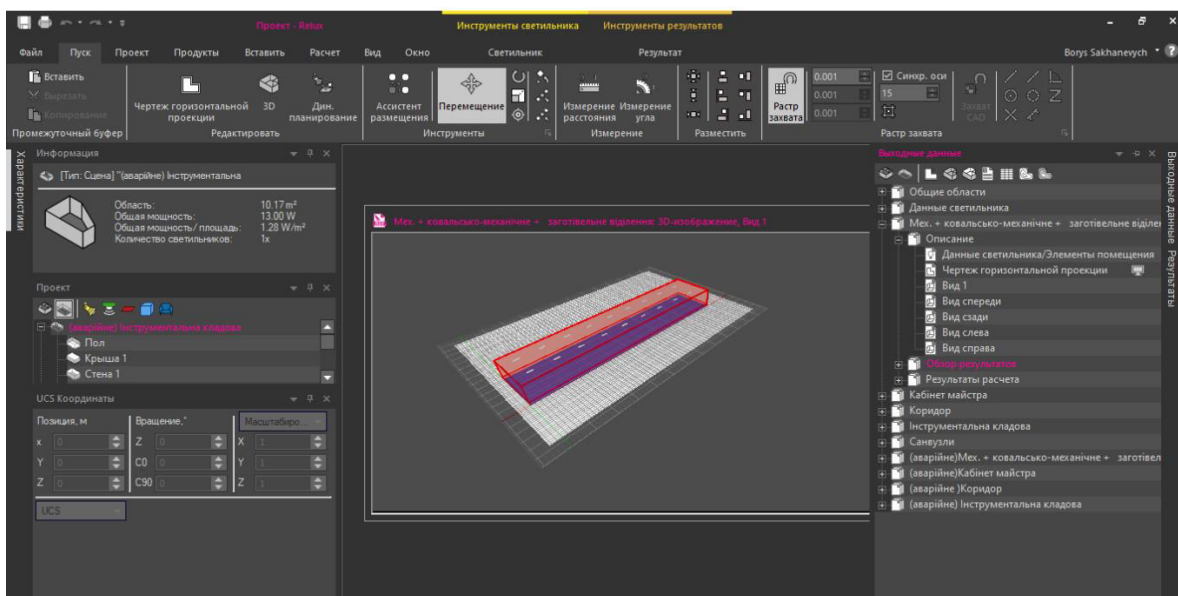 Проект - Relux
Инструменты светильника Инструменты результатов
Файл Пуск Проект Продукты Вставить Расчет Вид Окно Светильник Результат Borys Sakhanevych
Вставить
Вырезать
Копирование
Промежуточный буфер
Чертеж горизонтальной проекции
3D
Дин. планирование
Редактировать
Ассистент размещения
Перемещение
Инструменты
Измерение расстояния
Измерение угла
Измерение
Разместить
Растр захвата
0.001
0.001
0.001
Синхр. оси
15
Захват CAD
Растр захвата
Характеристики
Информация
[Тип: Сцена] "(аварійне) Інструментальна
Область: 10.17 m²
Общая мощность: 13.00 W
Общая мощность/ площадь: 1.28 W/m²
Количество светильников: 1x
Проект
(аварійне) Інструментальна кладова
Пол
Крыша 1
Стена 1
UCS Координаты
Позиция, м Вращение,° Масштабиро...
x 0 Z 0 X 1
Y 0 C0 0 Y 1
Z 0 C90 0 Z 1
UCS
Мех. + ковальсько-механічне + заготівельне віділення: 3D-изображение, Вид 1
Выходные данные
Общие области
Данные светильника
Мех. + ковальсько-механічне + заготівельне віділен
Описание
Данные светильника/Элементы помещения
Чертеж горизонтальной проекции
Вид 1
Вид спереди
Вид сзади
Вид слева
Вид справа
Обзор результатов
Результаты расчета
Кабінет майстра
Коридор
Інструментальна кладова
Санвузли
(аварійне)Мех. + ковальсько-механічне + заготівел
(аварійне)Кабінет майстра
(аварійне )Коридор
(аварійне) Інструментальна кладова
Выходные данные
Результаты